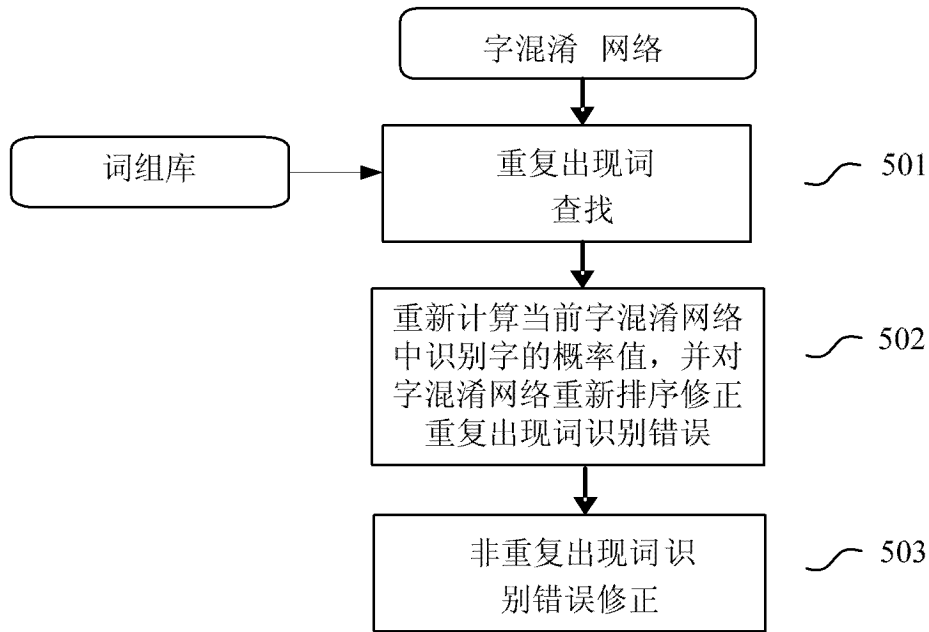 字混淆 网络
词组库
重复出现词
查找
501
重新计算当前字混淆网络
中识别字的概率值，并对
字混淆网络重新排序修正
重复出现词识别错误
502
非重复出现词识
别错误修正
503